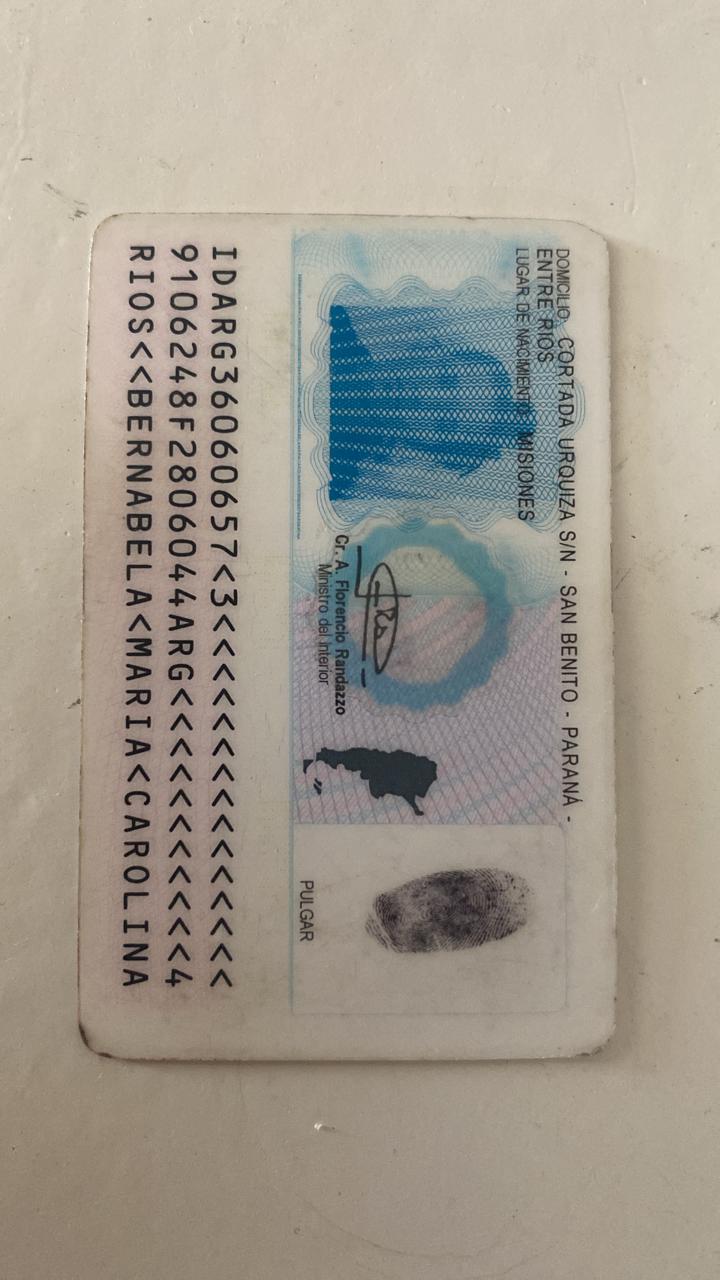 DOMICILIO: CORTADA URQUIZA S/N - SAN BENITO - PARANÁ -
ENTRE RIOS
LUGAR DE NACIMIENTO: MISIONES
Cr. A. Florencio Randazzo
Ministro del Interior
PULGAR
IDARG36060657<3<<<<<<<<<<<<<<<
9106248F2806044ARG<<<<<<<<<<<4
RIOS<<BERNABELA<MARIA<CAROLINA